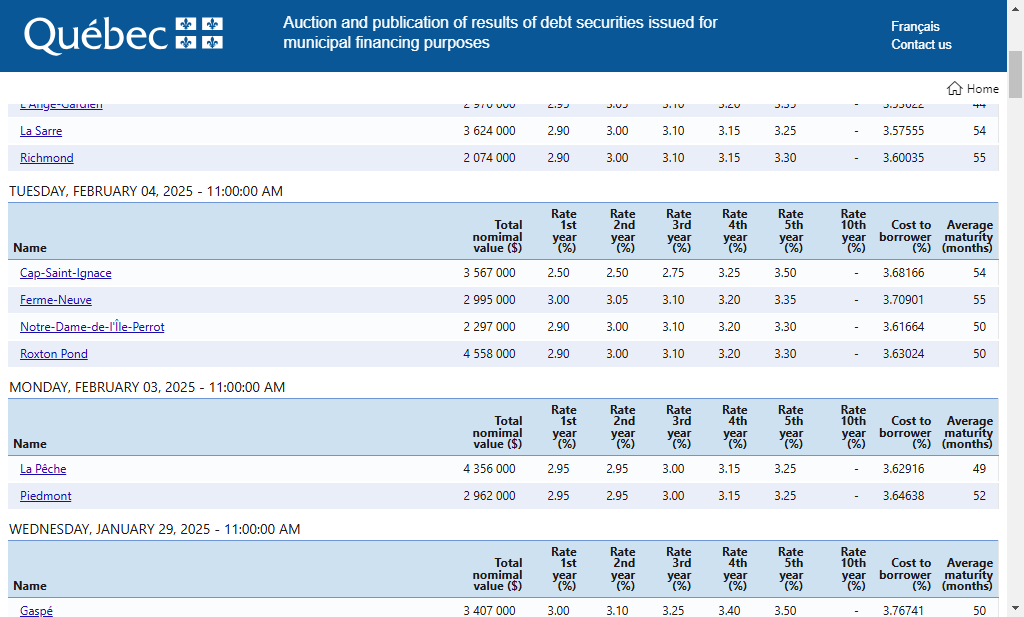 Québec
Auction and publication of results of debt securities issued for
municipal financing purposes
Français
Contact us
Home
L'Ange-Gardien 2 970 000 2.95 3.05 3.10 3.20 3.35 - 3.53022 44
La Sarre 3 624 000 2.90 3.00 3.10 3.15 3.25 - 3.57555 54
Richmond 2 074 000 2.90 3.00 3.10 3.15 3.30 - 3.60035 55
TUESDAY, FEBRUARY 04, 2025 - 11:00:00 AM
Name Total nomimal value ($) Rate 1st year (%) Rate 2nd year (%) Rate 3rd year (%) Rate 4th year (%) Rate 5th year (%) Rate 10th year (%) Cost to borrower (%) Average maturity (months)
Cap-Saint-Ignace 3 567 000 2.50 2.50 2.75 3.25 3.50 - 3.68166 54
Ferme-Neuve 2 995 000 3.00 3.05 3.10 3.20 3.35 - 3.70901 55
Notre-Dame-de-l'Île-Perrot 2 297 000 2.90 3.00 3.10 3.20 3.30 - 3.61664 50
Roxton Pond 4 558 000 2.90 3.00 3.10 3.20 3.30 - 3.63024 50
MONDAY, FEBRUARY 03, 2025 - 11:00:00 AM
Name Total nomimal value ($) Rate 1st year (%) Rate 2nd year (%) Rate 3rd year (%) Rate 4th year (%) Rate 5th year (%) Rate 10th year (%) Cost to borrower (%) Average maturity (months)
La Pêche 4 356 000 2.95 2.95 3.00 3.15 3.25 - 3.62916 49
Piedmont 2 962 000 2.95 2.95 3.00 3.15 3.25 - 3.64638 52
WEDNESDAY, JANUARY 29, 2025 - 11:00:00 AM
Name Total nomimal value ($) Rate 1st year (%) Rate 2nd year (%) Rate 3rd year (%) Rate 4th year (%) Rate 5th year (%) Rate 10th year (%) Cost to borrower (%) Average maturity (months)
Gaspé 3 407 000 3.00 3.10 3.25 3.40 3.50 - 3.76741 50